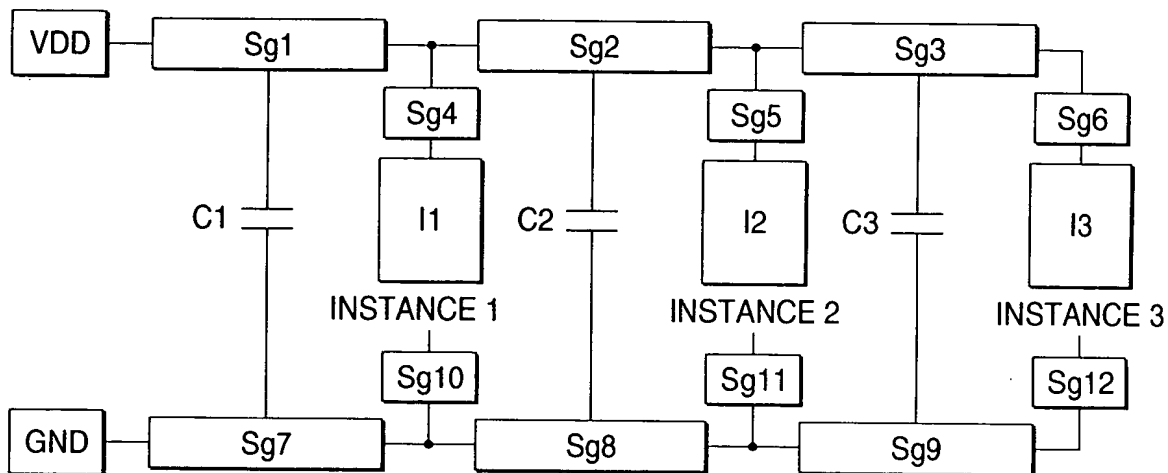 VDD Sg1 Sg2 Sg3
Sg4 Sg5 Sg6
C1 I1 C2 I2 C3 I3
INSTANCE 1 INSTANCE 2 INSTANCE 3
Sg10 Sg11 Sg12
GND Sg7 Sg8 Sg9